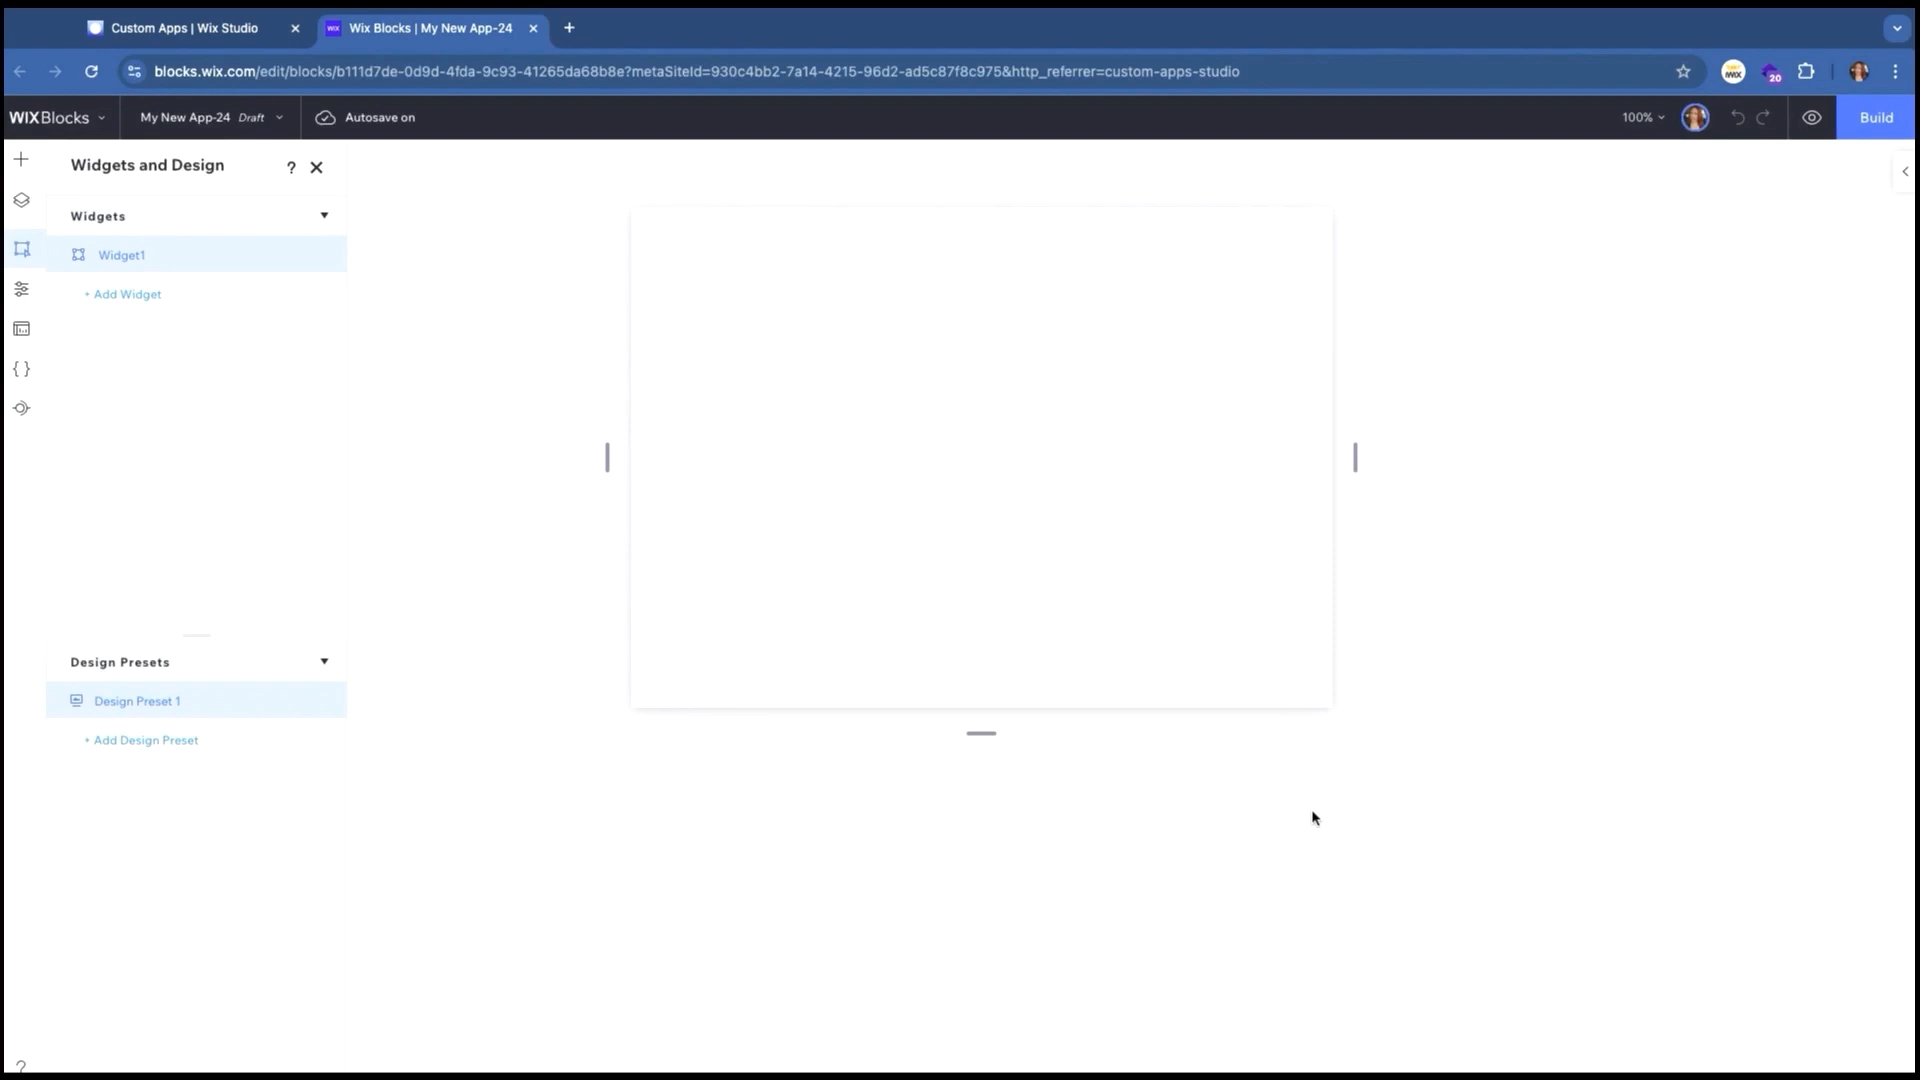 Custom Apps | Wix Studio
Wix Blocks | My New App-24
blocks.wix.com/edit/blocks/b111d7de-0d9d-4fda-9c93-41265da68b8e?metaSiteId=930c4bb2-7a14-4215-96d2-ad5c87f8c975&http_referrer=custom-apps-studio
20
WIXBlocks
My New App-24 Draft
Autosave on
100%
Build
Widgets and Design
?
Widgets
Widget1
+ Add Widget
Design Presets
Design Preset 1
+ Add Design Preset
?